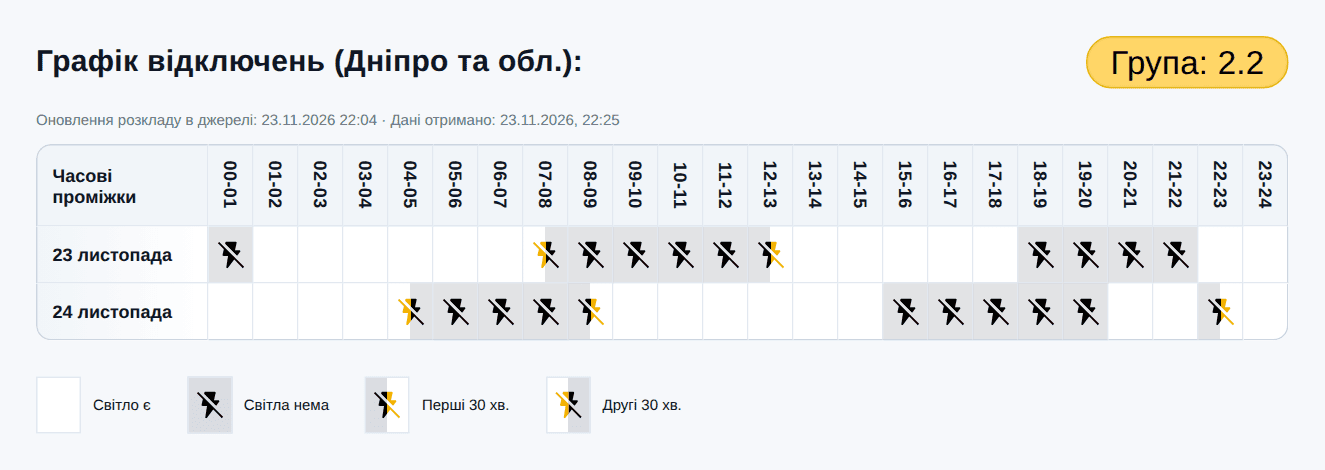 Графік відключень (Дніпро та обл.):
Група: 2.2
Оновлення розкладу в джерелі: 23.11.2026 22:04 · Дані отримано: 23.11.2026, 22:25
Часові
проміжки
00-01
01-02
02-03
03-04
04-05
05-06
06-07
07-08
08-09
09-10
10-11
11-12
12-13
13-14
14-15
15-16
16-17
17-18
18-19
19-20
20-21
21-22
22-23
23-24
23 листопада
24 листопада
Світло є
Світла нема
Перші 30 хв.
Другі 30 хв.